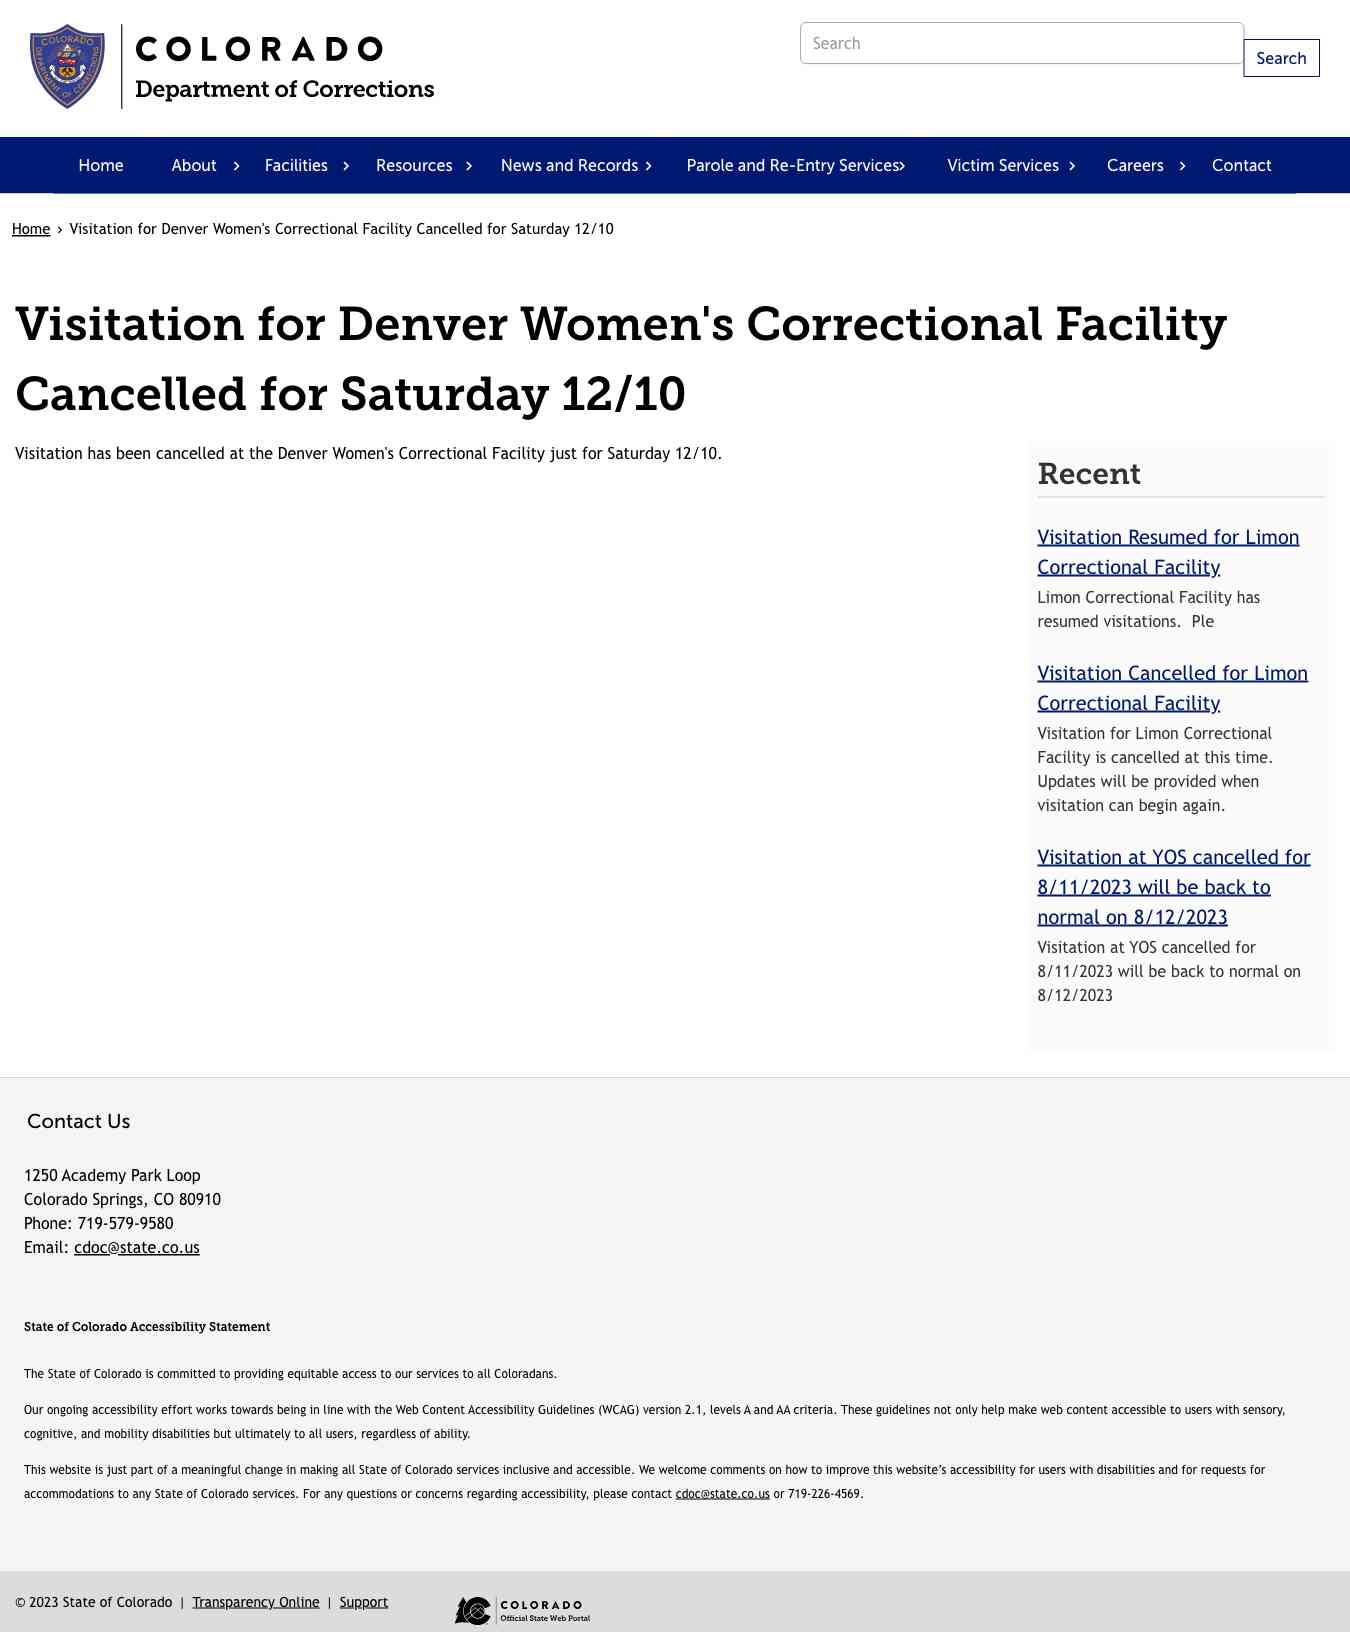 COLORADO
DEPARTMENT OF CORRECTIONS
COLORADO
Department of Corrections
Search
Search
Home
About
Facilities
Resources
News and Records
Parole and Re-Entry Services
Victim Services
Careers
Contact
Home › Visitation for Denver Women's Correctional Facility Cancelled for Saturday 12/10
Visitation for Denver Women's Correctional Facility
Cancelled for Saturday 12/10
Visitation has been cancelled at the Denver Women's Correctional Facility just for Saturday 12/10.
Recent
Visitation Resumed for Limon
Correctional Facility
Limon Correctional Facility has
resumed visitations.  Ple
Visitation Cancelled for Limon
Correctional Facility
Visitation for Limon Correctional
Facility is cancelled at this time.
Updates will be provided when
visitation can begin again.
Visitation at YOS cancelled for
8/11/2023 will be back to
normal on 8/12/2023
Visitation at YOS cancelled for
8/11/2023 will be back to normal on
8/12/2023
Contact Us
1250 Academy Park Loop
Colorado Springs, CO 80910
Phone: 719-579-9580
Email: cdoc@state.co.us
State of Colorado Accessibility Statement
The State of Colorado is committed to providing equitable access to our services to all Coloradans.
Our ongoing accessibility effort works towards being in line with the Web Content Accessibility Guidelines (WCAG) version 2.1, levels A and AA criteria. These guidelines not only help make web content accessible to users with sensory,
cognitive, and mobility disabilities but ultimately to all users, regardless of ability.
This website is just part of a meaningful change in making all State of Colorado services inclusive and accessible. We welcome comments on how to improve this website’s accessibility for users with disabilities and for requests for
accommodations to any State of Colorado services. For any questions or concerns regarding accessibility, please contact cdoc@state.co.us or 719-226-4569.
© 2023 State of Colorado | Transparency Online | Support
COLORADO
Official State Web Portal